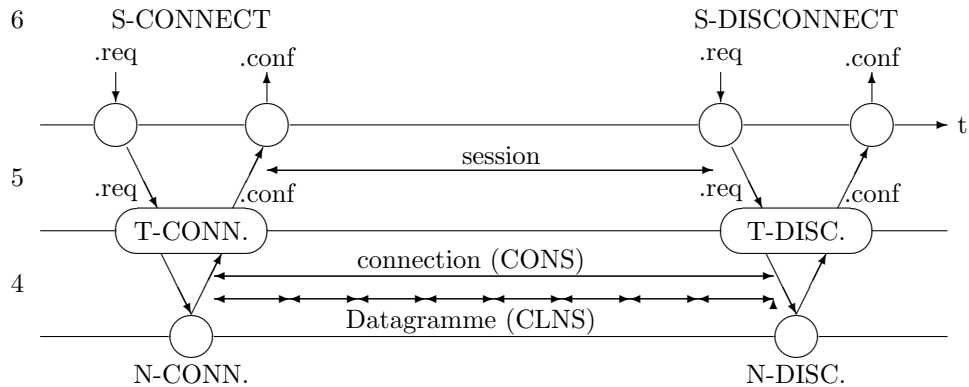 6 S-CONNECT S-DISCONNECT
.req .conf .req .conf
t
session
5
.req .conf .req .conf
T-CONN. T-DISC.
connection (CONS)
4
Datagramme (CLNS)
N-CONN. N-DISC.